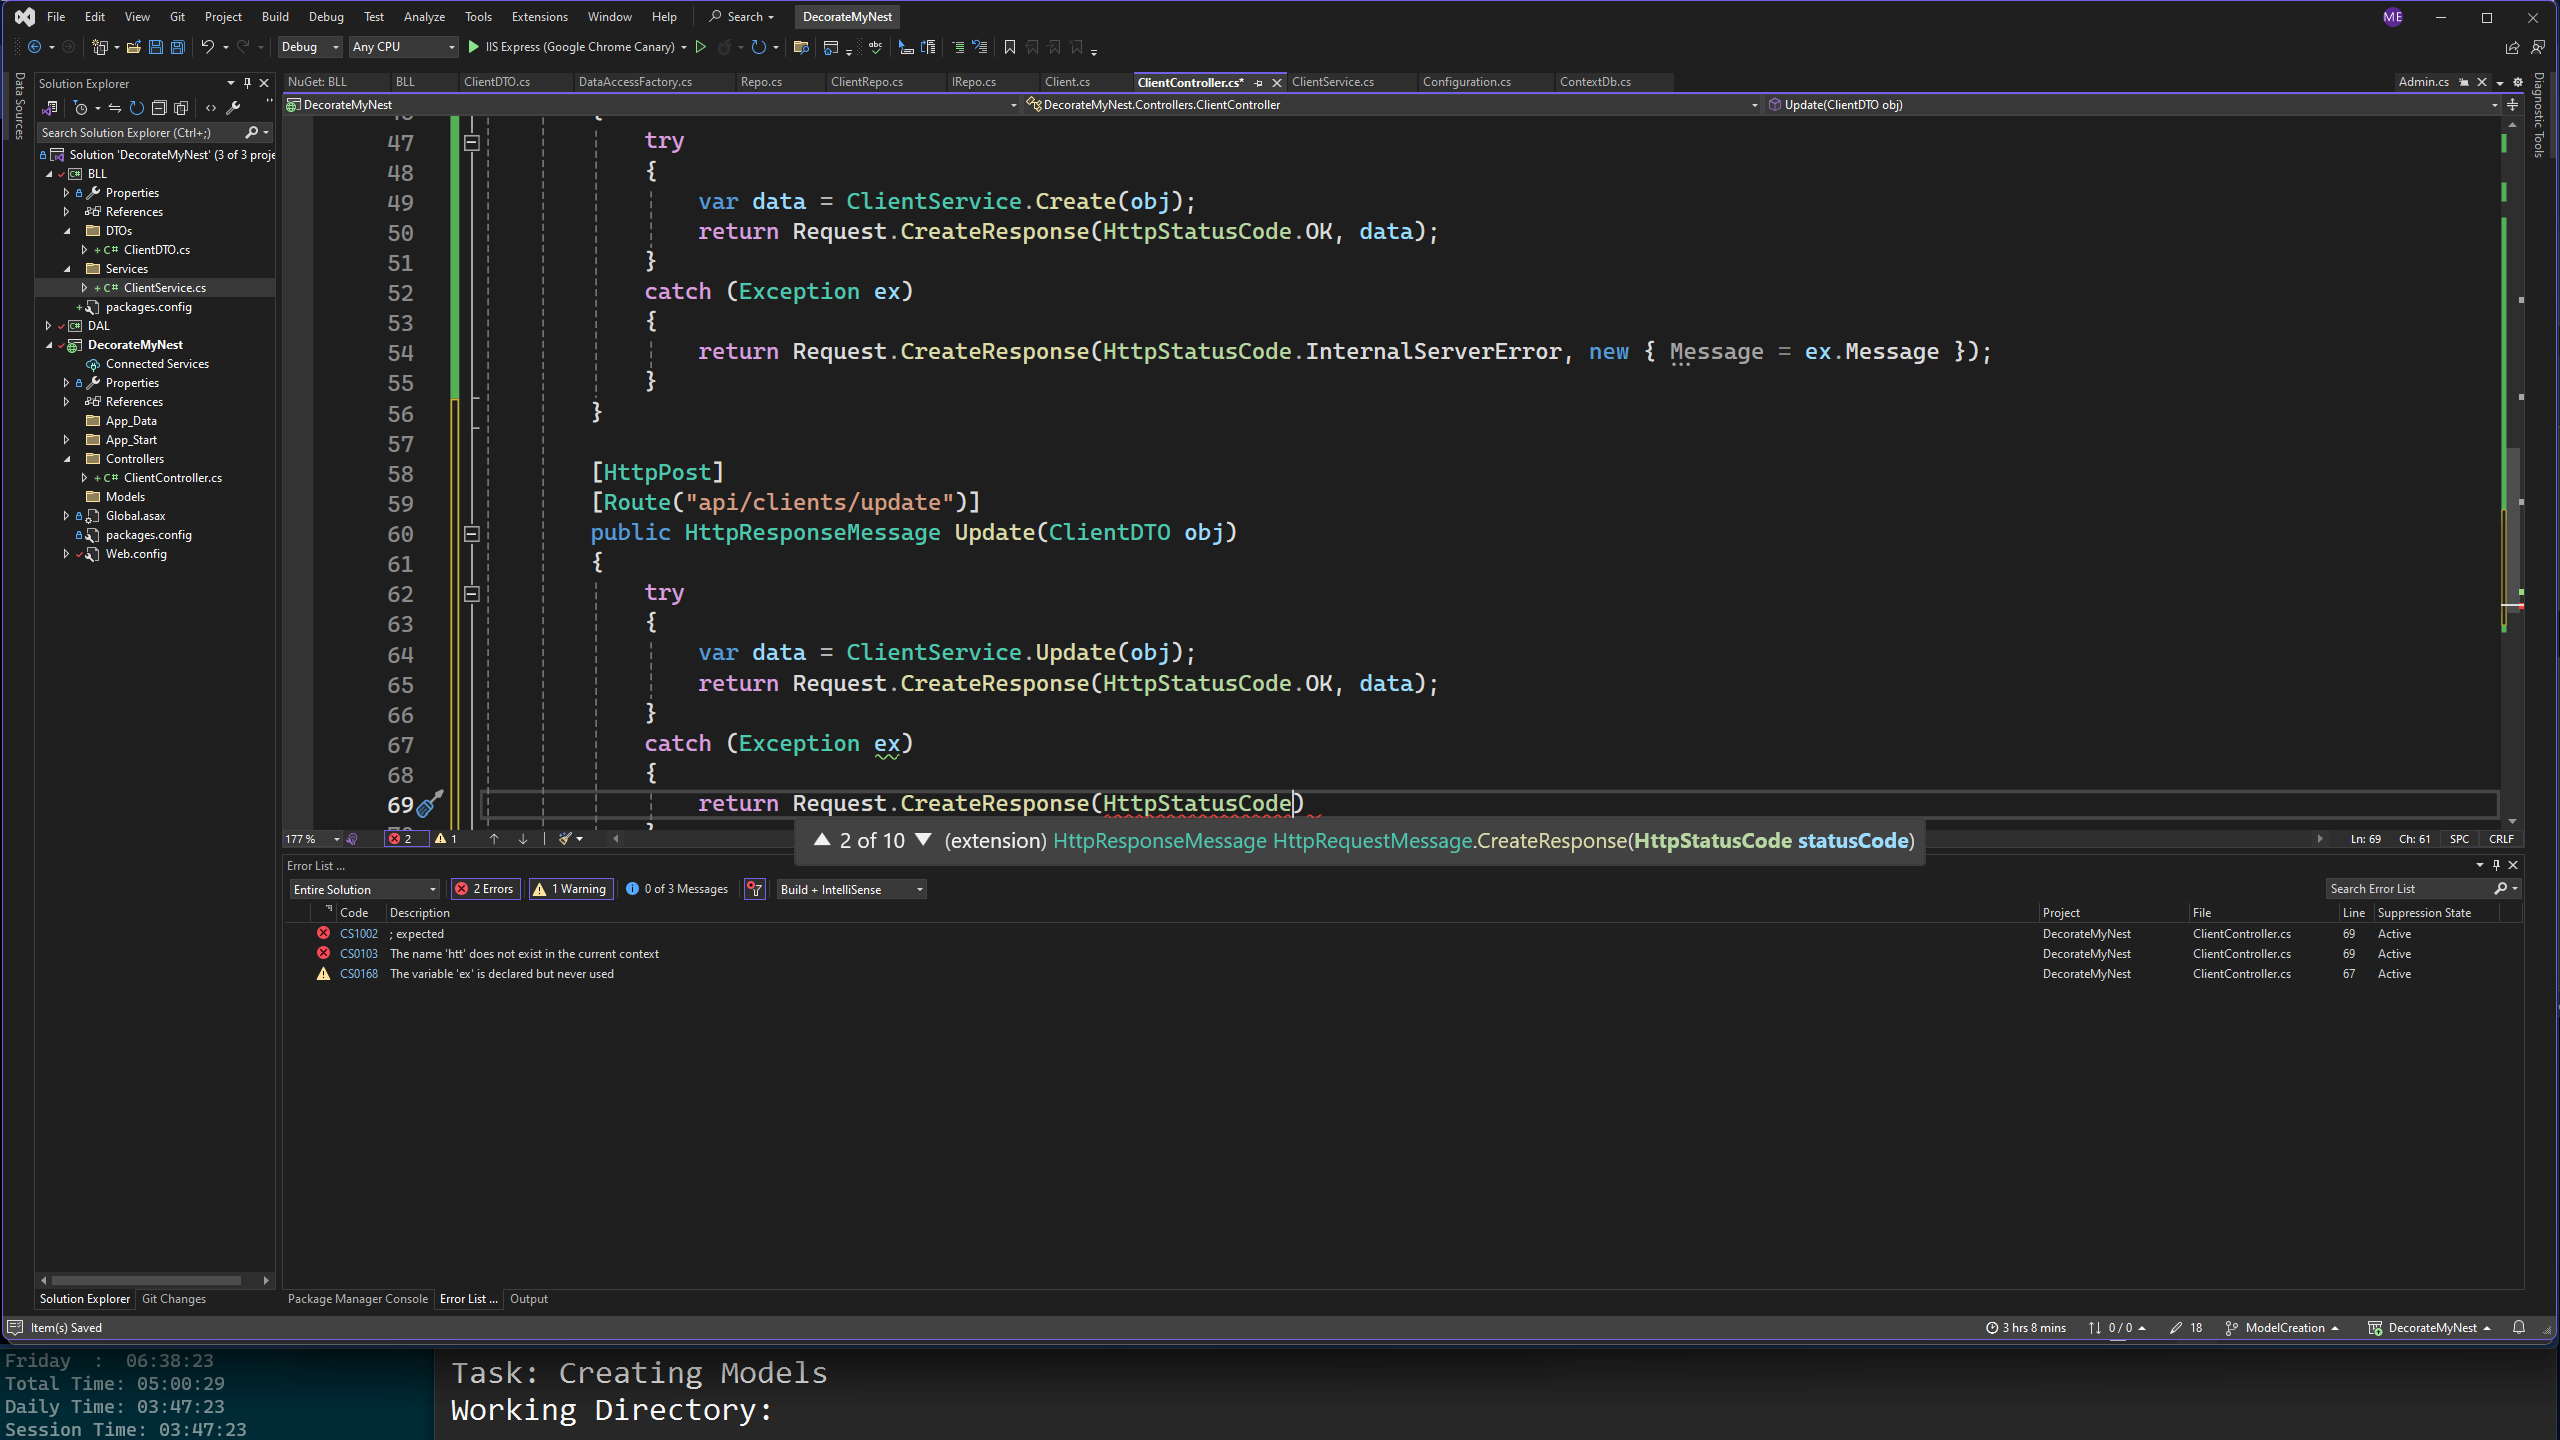 File Edit View Git Project Build Debug Test Analyze Tools Extensions Window Help Search DecorateMyNest ME
Debug Any CPU IIS Express (Google Chrome Canary)
Data Sources
Solution Explorer
Search Solution Explorer (Ctrl+;)
Solution 'DecorateMyNest' (3 of 3 proje
BLL
Properties
References
DTOs
C# ClientDTO.cs
Services
C# ClientService.cs
packages.config
DAL
DecorateMyNest
Connected Services
Properties
References
App_Data
App_Start
Controllers
C# ClientController.cs
Models
Global.asax
packages.config
Web.config
Solution Explorer Git Changes
NuGet: BLL BLL ClientDTO.cs DataAccessFactory.cs Repo.cs ClientRepo.cs IRepo.cs Client.cs ClientController.cs* ClientService.cs Configuration.cs ContextDb.cs Admin.cs
DecorateMyNest DecorateMyNest.Controllers.ClientController Update(ClientDTO obj)
Diagnostic Tools
{
47 try
48 {
49 var data = ClientService.Create(obj);
50 return Request.CreateResponse(HttpStatusCode.OK, data);
51 }
52 catch (Exception ex)
53 {
54 return Request.CreateResponse(HttpStatusCode.InternalServerError, new { Message = ex.Message });
55 }
56 }
57
58 [HttpPost]
59 [Route("api/clients/update")]
60 public HttpResponseMessage Update(ClientDTO obj)
61 {
62 try
63 {
64 var data = ClientService.Update(obj);
65 return Request.CreateResponse(HttpStatusCode.OK, data);
66 }
67 catch (Exception ex)
68 {
69 return Request.CreateResponse(HttpStatusCode)
2 of 10 (extension) HttpResponseMessage HttpRequestMessage.CreateResponse(HttpStatusCode statusCode)
177 % 2 1 Ln: 69 Ch: 61 SPC CRLF
Error List ...
Entire Solution 2 Errors 1 Warning 0 of 3 Messages Build + IntelliSense Search Error List
Code Description Project File Line Suppression State
CS1002 ; expected DecorateMyNest ClientController.cs 69 Active
CS0103 The name 'htt' does not exist in the current context DecorateMyNest ClientController.cs 69 Active
CS0168 The variable 'ex' is declared but never used DecorateMyNest ClientController.cs 67 Active
Package Manager Console Error List ... Output
Item(s) Saved 3 hrs 8 mins 0 / 0 18 ModelCreation DecorateMyNest
Friday : 06:38:23
Total Time: 05:00:29
Daily Time: 03:47:23
Session Time: 03:47:23
Task: Creating Models
Working Directory: